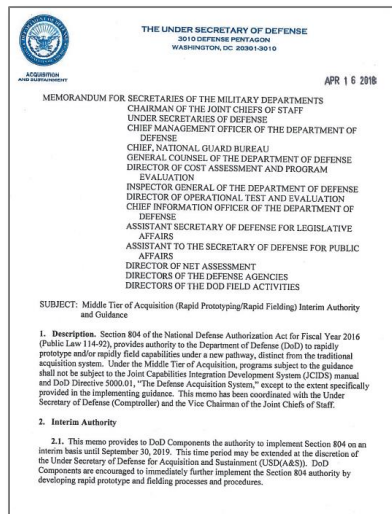 THE UNDER SECRETARY OF DEFENSE
3010 DEFENSE PENTAGON
WASHINGTON, DC 20301-3010
ACQUISITION
AND SUSTAINMENT
APR 16 2018
MEMORANDUM FOR SECRETARIES OF THE MILITARY DEPARTMENTS
CHAIRMAN OF THE JOINT CHIEFS OF STAFF
UNDER SECRETARIES OF DEFENSE
CHIEF MANAGEMENT OFFICER OF THE DEPARTMENT OF
DEFENSE
CHIEF, NATIONAL GUARD BUREAU
GENERAL COUNSEL OF THE DEPARTMENT OF DEFENSE
DIRECTOR OF COST ASSESSMENT AND PROGRAM
EVALUATION
INSPECTOR GENERAL OF THE DEPARTMENT OF DEFENSE
DIRECTOR OF OPERATIONAL TEST AND EVALUATION
CHIEF INFORMATION OFFICER OF THE DEPARTMENT OF
DEFENSE
ASSISTANT SECRETARY OF DEFENSE FOR LEGISLATIVE
AFFAIRS
ASSISTANT TO THE SECRETARY OF DEFENSE FOR PUBLIC
AFFAIRS
DIRECTOR OF NET ASSESSMENT
DIRECTORS OF THE DEFENSE AGENCIES
DIRECTORS OF THE DOD FIELD ACTIVITIES
SUBJECT: Middle Tier of Acquisition (Rapid Prototyping/Rapid Fielding) Interim Authority
and Guidance
1. Description. Section 804 of the National Defense Authorization Act for Fiscal Year 2016
(Public Law 114-92), provides authority to the Department of Defense (DoD) to rapidly
prototype and/or rapidly field capabilities under a new pathway, distinct from the traditional
acquisition system. Under the Middle Tier of Acquisition, programs subject to the guidance
shall not be subject to the Joint Capabilities Integration Development System (JCIDS) manual
and DoD Directive 5000.01, "The Defense Acquisition System," except to the extent specifically
provided in the implementing guidance. This memo has been coordinated with the Under
Secretary of Defense (Comptroller) and the Vice Chairman of the Joint Chiefs of Staff.
2. Interim Authority
2.1. This memo provides to DoD Components the authority to implement Section 804 on an
interim basis until September 30, 2019. This time period may be extended at the discretion of
the Under Secretary of Defense for Acquisition and Sustainment (USD(A&S)). DoD
Components are encouraged to immediately further implement the Section 804 authority by
developing rapid prototype and fielding processes and procedures.